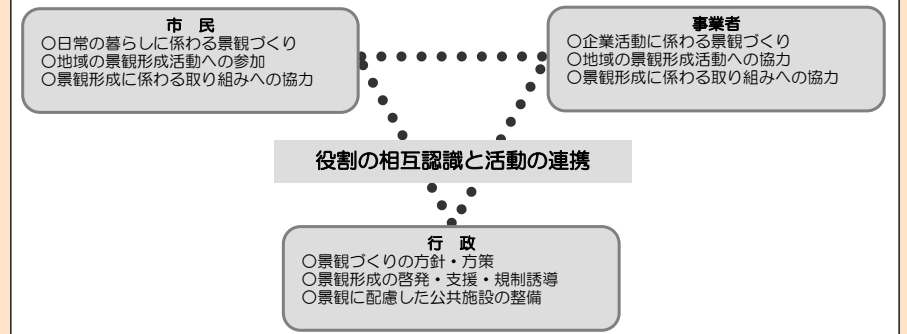 市　民
○日常の暮らしに係わる景観づくり
○地域の景観形成活動への参加
○景観形成に係わる取り組みへの協力
事業者
○企業活動に係わる景観づくり
○地域の景観形成活動への協力
○景観形成に係わる取り組みへの協力
役割の相互認識と活動の連携
行　政
○景観づくりの方針・方策
○景観形成の啓発・支援・規制誘導
○景観に配慮した公共施設の整備